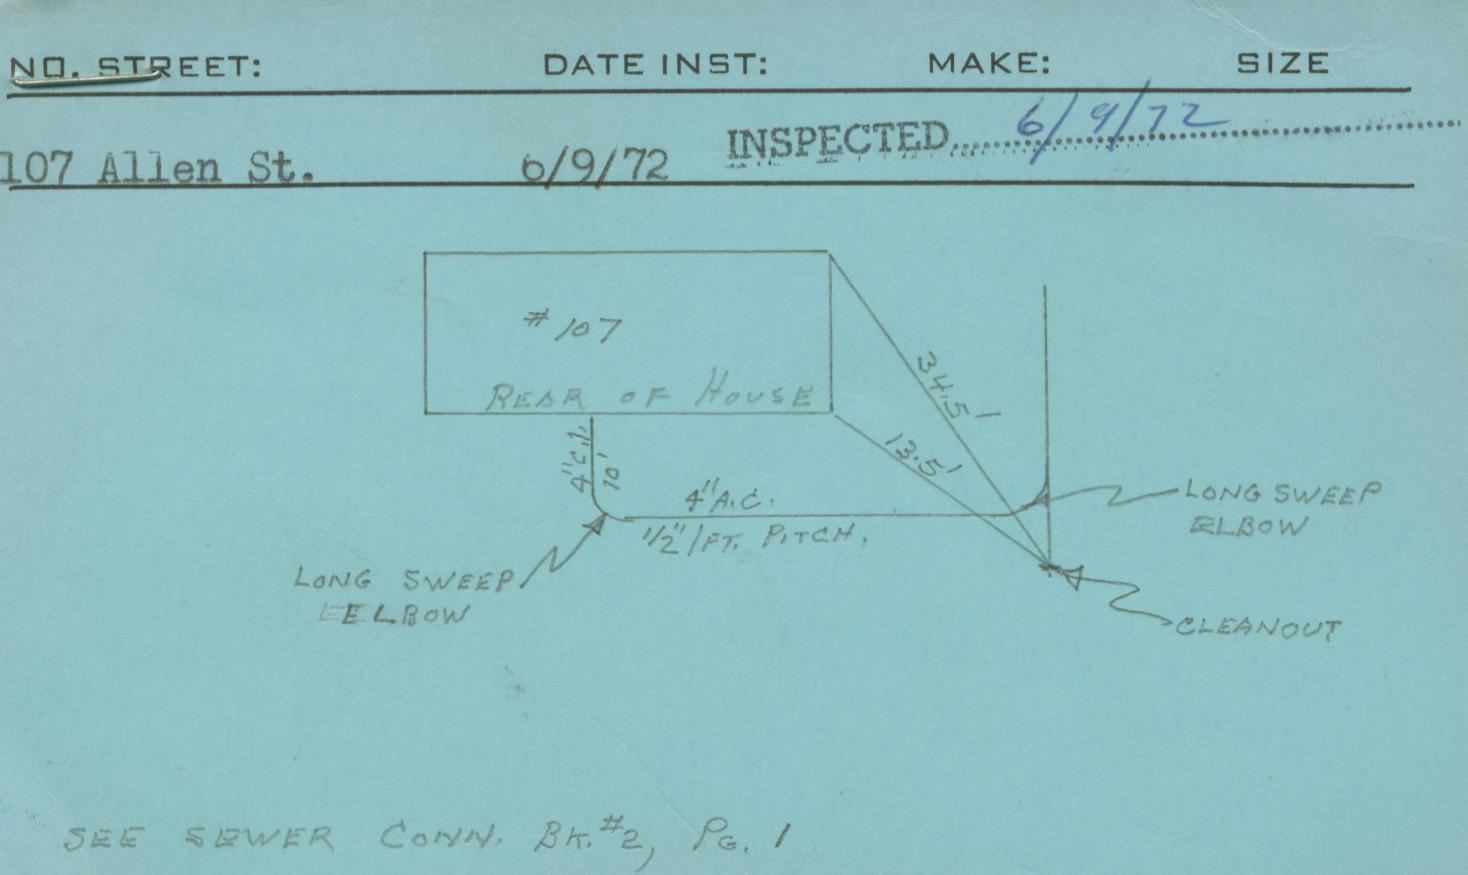 NO. STREET: DATE INST: MAKE: SIZE
107 Allen St. 6/9/72 INSPECTED 6/9/72
# 107
REAR OF HOUSE
34.5'
13.5'
4" C.I.
10'
4" A.C.
1/2"/FT. PITCH.
LONG SWEEP
ELBOW
LONG SWEEP
EELBOW
CLEANOUT
SEE SEWER CONN. BK. #2, PG. 1